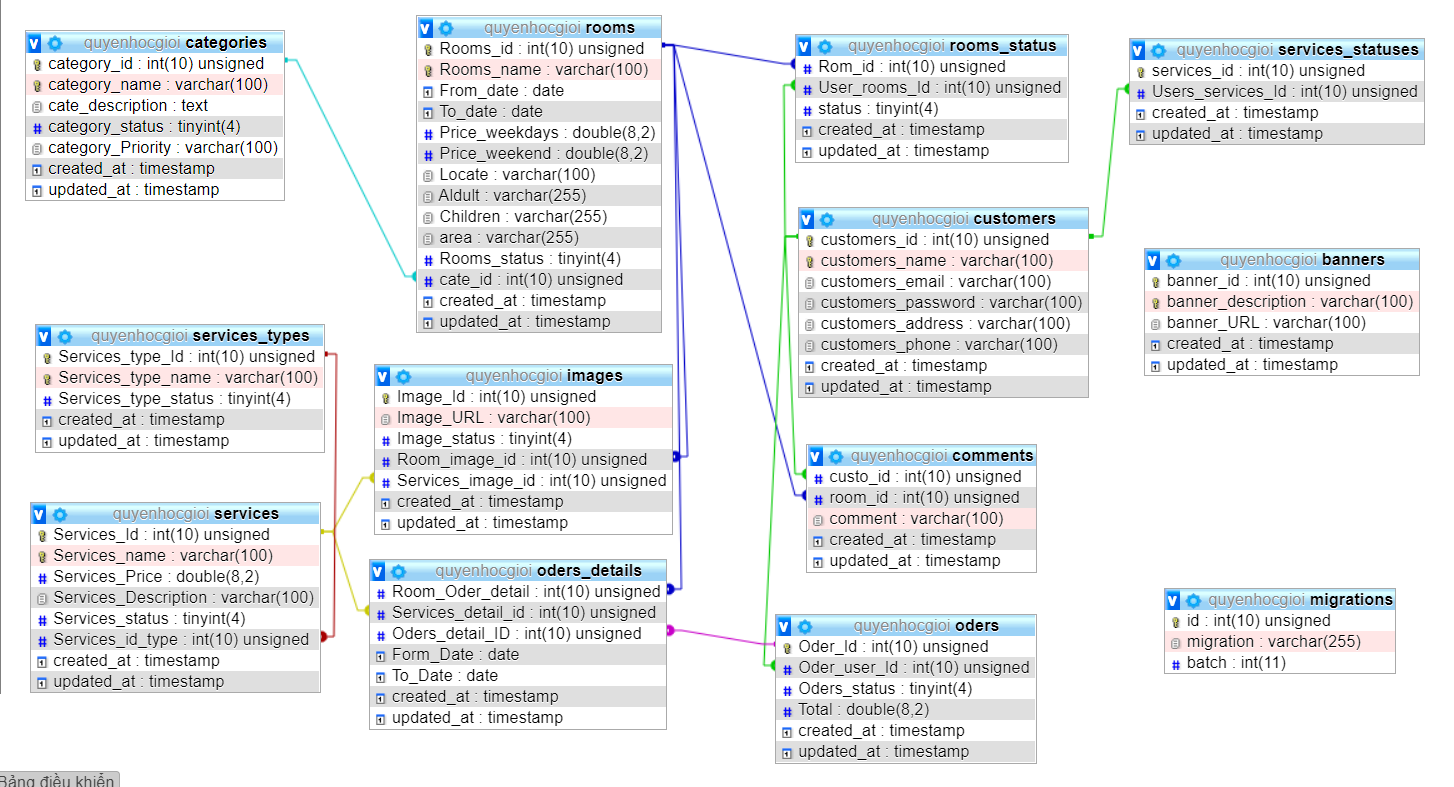 quyenhocgioi categories
category_id : int(10) unsigned
category_name : varchar(100)
cate_description : text
category_status : tinyint(4)
category_Priority : varchar(100)
created_at : timestamp
updated_at : timestamp
quyenhocgioi rooms
Rooms_id : int(10) unsigned
Rooms_name : varchar(100)
From_date : date
To_date : date
Price_weekdays : double(8,2)
Price_weekend : double(8,2)
Locate : varchar(100)
Aldult : varchar(255)
Children : varchar(255)
area : varchar(255)
Rooms_status : tinyint(4)
cate_id : int(10) unsigned
created_at : timestamp
updated_at : timestamp
quyenhocgioi rooms_status
Rom_id : int(10) unsigned
User_rooms_Id : int(10) unsigned
status : tinyint(4)
created_at : timestamp
updated_at : timestamp
quyenhocgioi services_statuses
services_id : int(10) unsigned
Users_services_Id : int(10) unsigned
created_at : timestamp
updated_at : timestamp
quyenhocgioi customers
customers_id : int(10) unsigned
customers_name : varchar(100)
customers_email : varchar(100)
customers_password : varchar(100)
customers_address : varchar(100)
customers_phone : varchar(100)
created_at : timestamp
updated_at : timestamp
quyenhocgioi banners
banner_id : int(10) unsigned
banner_description : varchar(100)
banner_URL : varchar(100)
created_at : timestamp
updated_at : timestamp
quyenhocgioi services_types
Services_type_Id : int(10) unsigned
Services_type_name : varchar(100)
Services_type_status : tinyint(4)
created_at : timestamp
updated_at : timestamp
quyenhocgioi images
Image_Id : int(10) unsigned
Image_URL : varchar(100)
Image_status : tinyint(4)
Room_image_id : int(10) unsigned
Services_image_id : int(10) unsigned
created_at : timestamp
updated_at : timestamp
quyenhocgioi comments
custo_id : int(10) unsigned
room_id : int(10) unsigned
comment : varchar(100)
created_at : timestamp
updated_at : timestamp
quyenhocgioi services
Services_Id : int(10) unsigned
Services_name : varchar(100)
Services_Price : double(8,2)
Services_Description : varchar(100)
Services_status : tinyint(4)
Services_id_type : int(10) unsigned
created_at : timestamp
updated_at : timestamp
quyenhocgioi oders_details
Room_Oder_detail : int(10) unsigned
Services_detail_id : int(10) unsigned
Oders_detail_ID : int(10) unsigned
Form_Date : date
To_Date : date
created_at : timestamp
updated_at : timestamp
quyenhocgioi oders
Oder_Id : int(10) unsigned
Oder_user_Id : int(10) unsigned
Oders_status : tinyint(4)
Total : double(8,2)
created_at : timestamp
updated_at : timestamp
quyenhocgioi migrations
id : int(10) unsigned
migration : varchar(255)
batch : int(11)
Bảng điều khiển